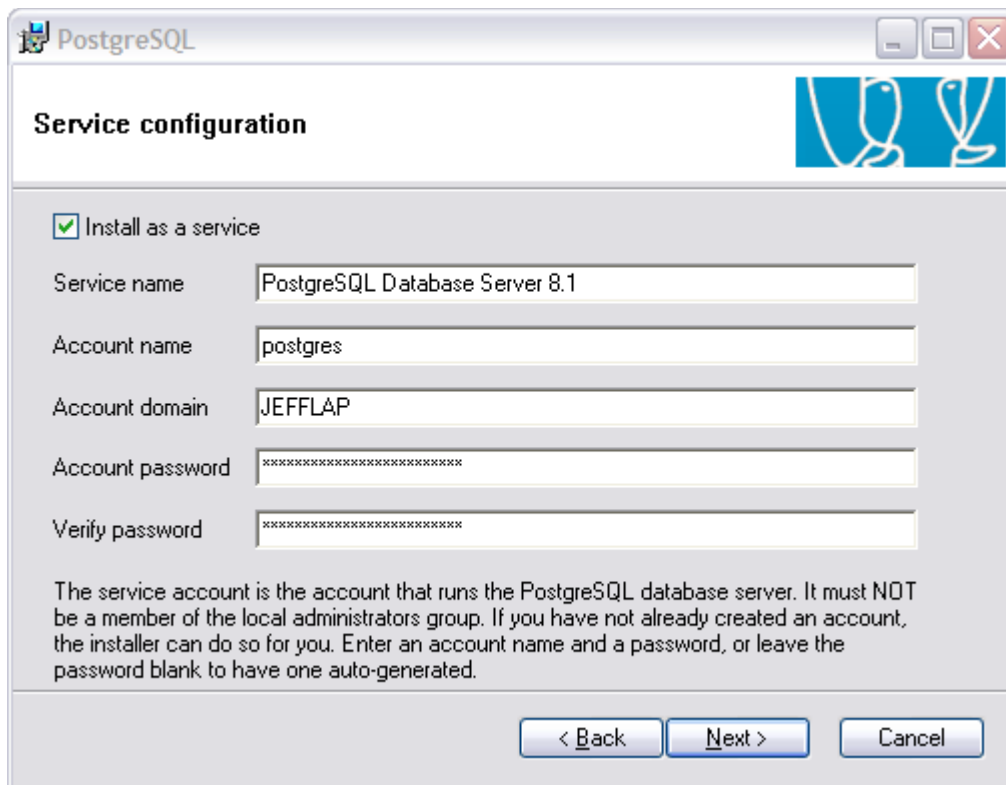 PostgreSQL
Service configuration
Install as a service
Service name PostgreSQL Database Server 8.1
Account name postgres
Account domain JEFFLAP
Account password *************************
Verify password *************************
The service account is the account that runs the PostgreSQL database server. It must NOT
be a member of the local administrators group. If you have not already created an account,
the installer can do so for you. Enter an account name and a password, or leave the
password blank to have one auto-generated.
< Back Next > Cancel